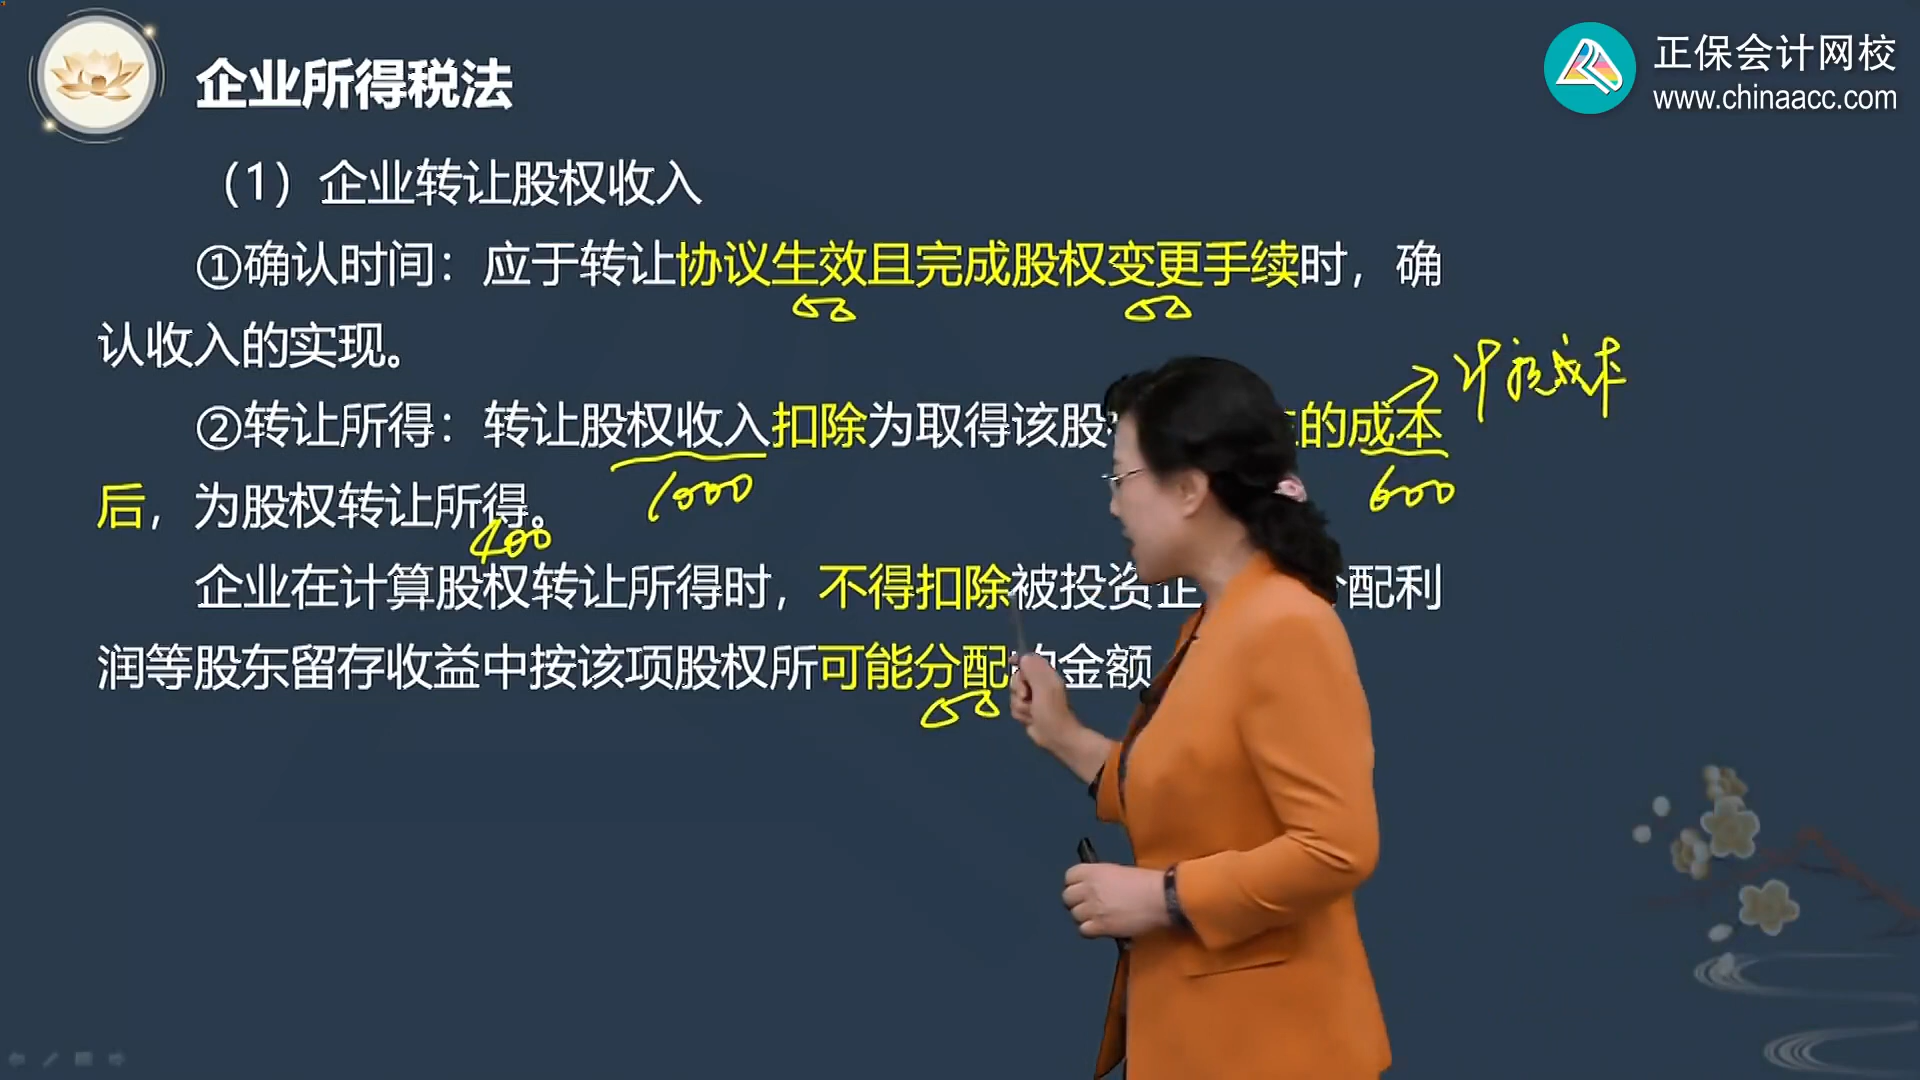 企业所得税法
正保会计网校
www.chinaacc.com
（1）企业转让股权收入
①确认时间：应于转让协议生效且完成股权变更手续时，确
认收入的实现。
计税成本
②转让所得：转让股权收入扣除为取得该股 的成本
1000
600
后，为股权转让所得。
400
企业在计算股权转让所得时，不得扣除被投资企 配利
润等股东留存收益中按该项股权所可能分配 金额